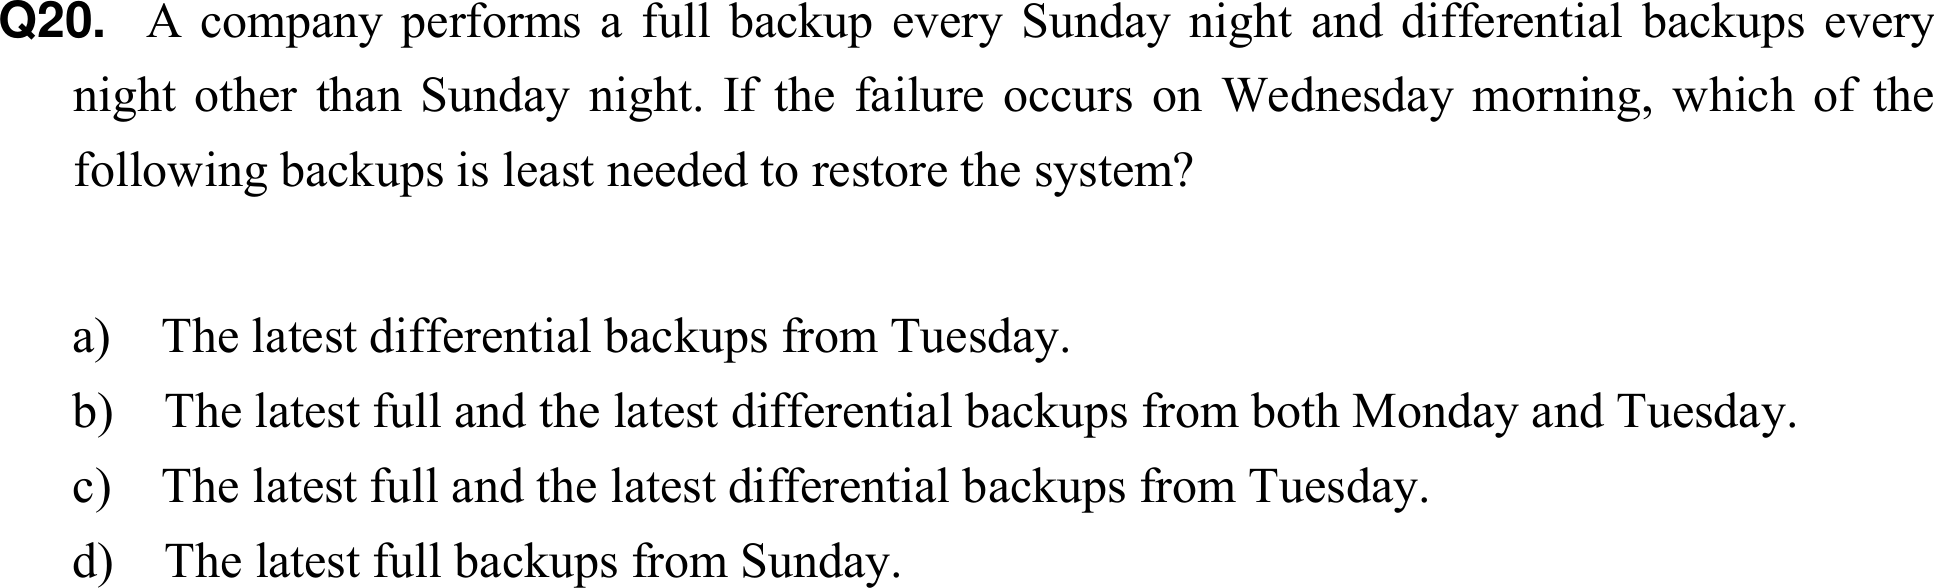 Q20. A company performs a full backup every Sunday night and differential backups every
night other than Sunday night. If the failure occurs on Wednesday morning, which of the
following backups is least needed to restore the system?
a) The latest differential backups from Tuesday.
b) The latest full and the latest differential backups from both Monday and Tuesday.
c) The latest full and the latest differential backups from Tuesday.
d) The latest full backups from Sunday.